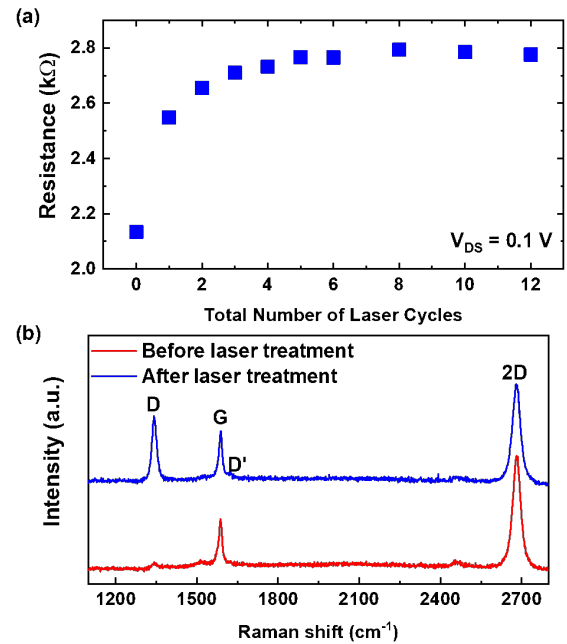 (a)
Resistance (kΩ)
2.8
2.6
2.8
2.2
2.0
V_DS = 0.1 V
0 2 4 6 8 10 12
Total Number of Laser Cycles
(b)
Before laser treatment
After laser treatment
D
G
D'
2D
Intensity (a.u.)
1200 1500 1800 2100 2400 2700
Raman shift (cm⁻¹)